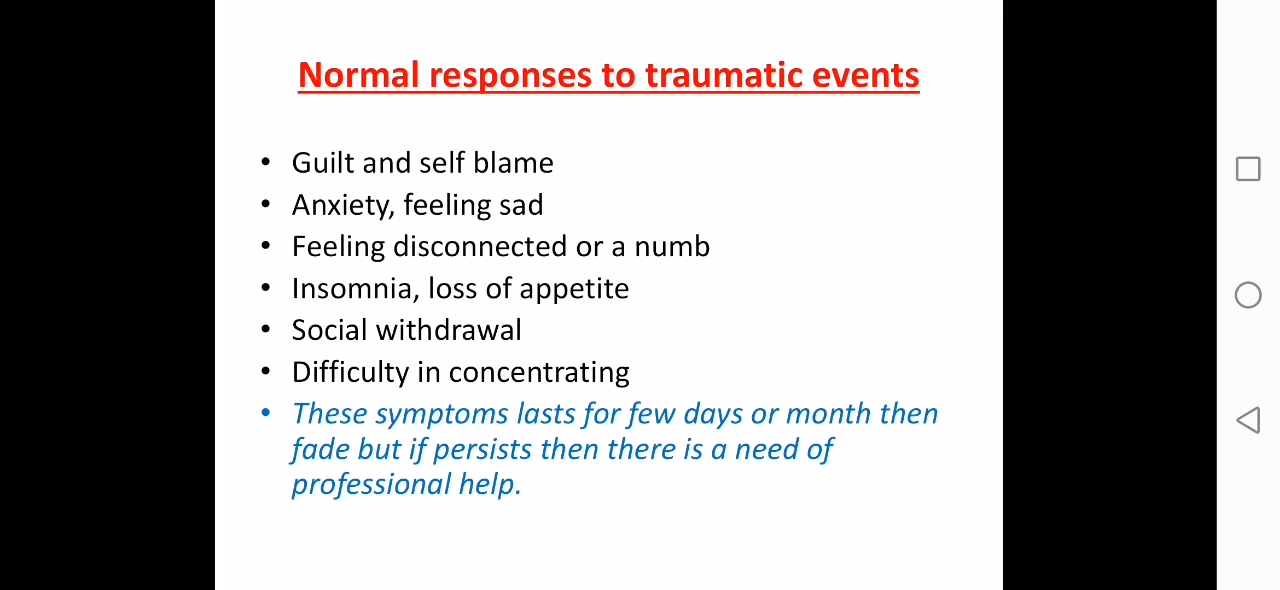 Normal responses to traumatic events
• Guilt and self blame
• Anxiety, feeling sad
• Feeling disconnected or a numb
• Insomnia, loss of appetite
• Social withdrawal
• Difficulty in concentrating
• These symptoms lasts for few days or month then
fade but if persists then there is a need of
professional help.